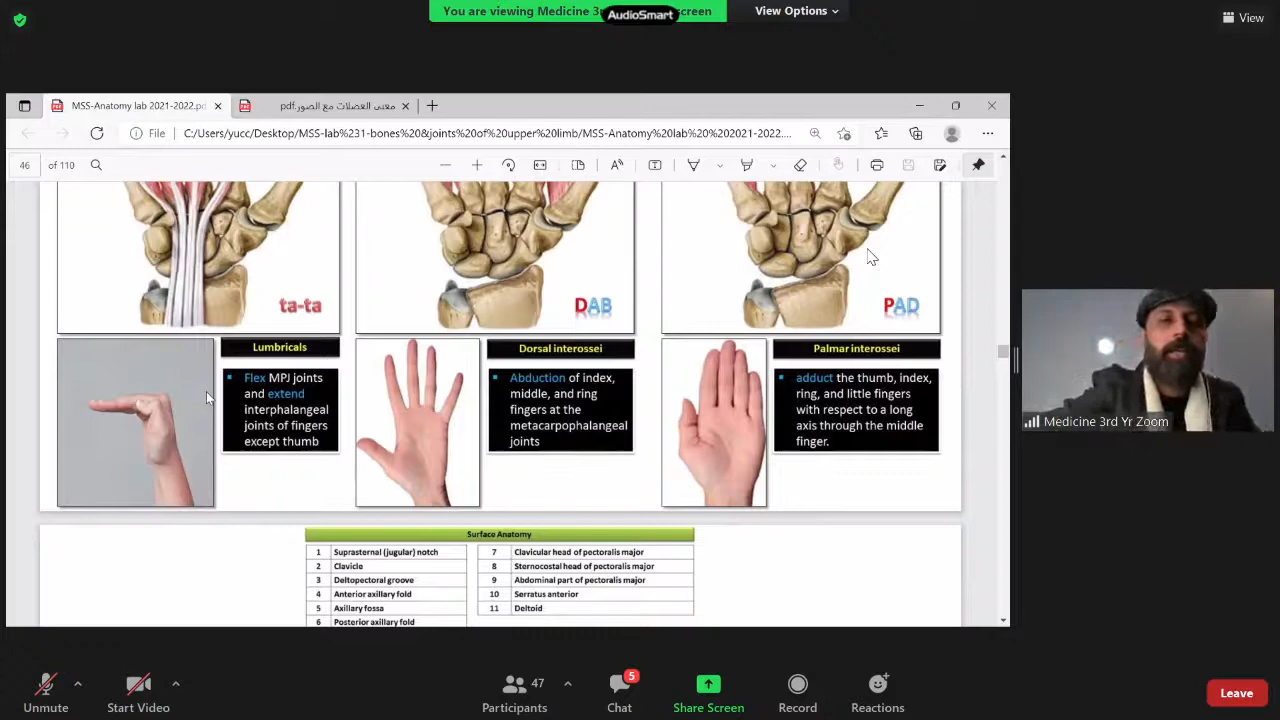 You are viewing Medicine 3r screen
AudioSmart
View Options
View
MSS-Anatomy lab 2021-2022.pd
معنى العضلات مع الصور.pdf
File
C:/Users/yucc/Desktop/MSS-lab%231-bones%20&joints%20of%20upper%20limb/MSS-Anatomy%20lab%20%202021-2022....
46 of 110
ta-ta
DAB
PAD
Lumbricals
Flex MPJ joints
and extend
interphalangeal
joints of fingers
except thumb
Dorsal interossei
Abduction of index,
middle, and ring
fingers at the
metacarpophalangeal
joints
Palmar interossei
adduct the thumb, index,
ring, and little fingers
with respect to a long
axis through the middle
finger.
Medicine 3rd Yr Zoom
Surface Anatomy
1 Suprasternal (jugular) notch
2 Clavicle
3 Deltopectoral groove
4 Anterior axillary fold
5 Axillary fossa
6 Posterior axillary fold
7 Clavicular head of pectoralis major
8 Sternocostal head of pectoralis major
9 Abdominal part of pectoralis major
10 Serratus anterior
11 Deltoid
Unmute
Start Video
47
Participants
5
Chat
Share Screen
Record
Reactions
Leave